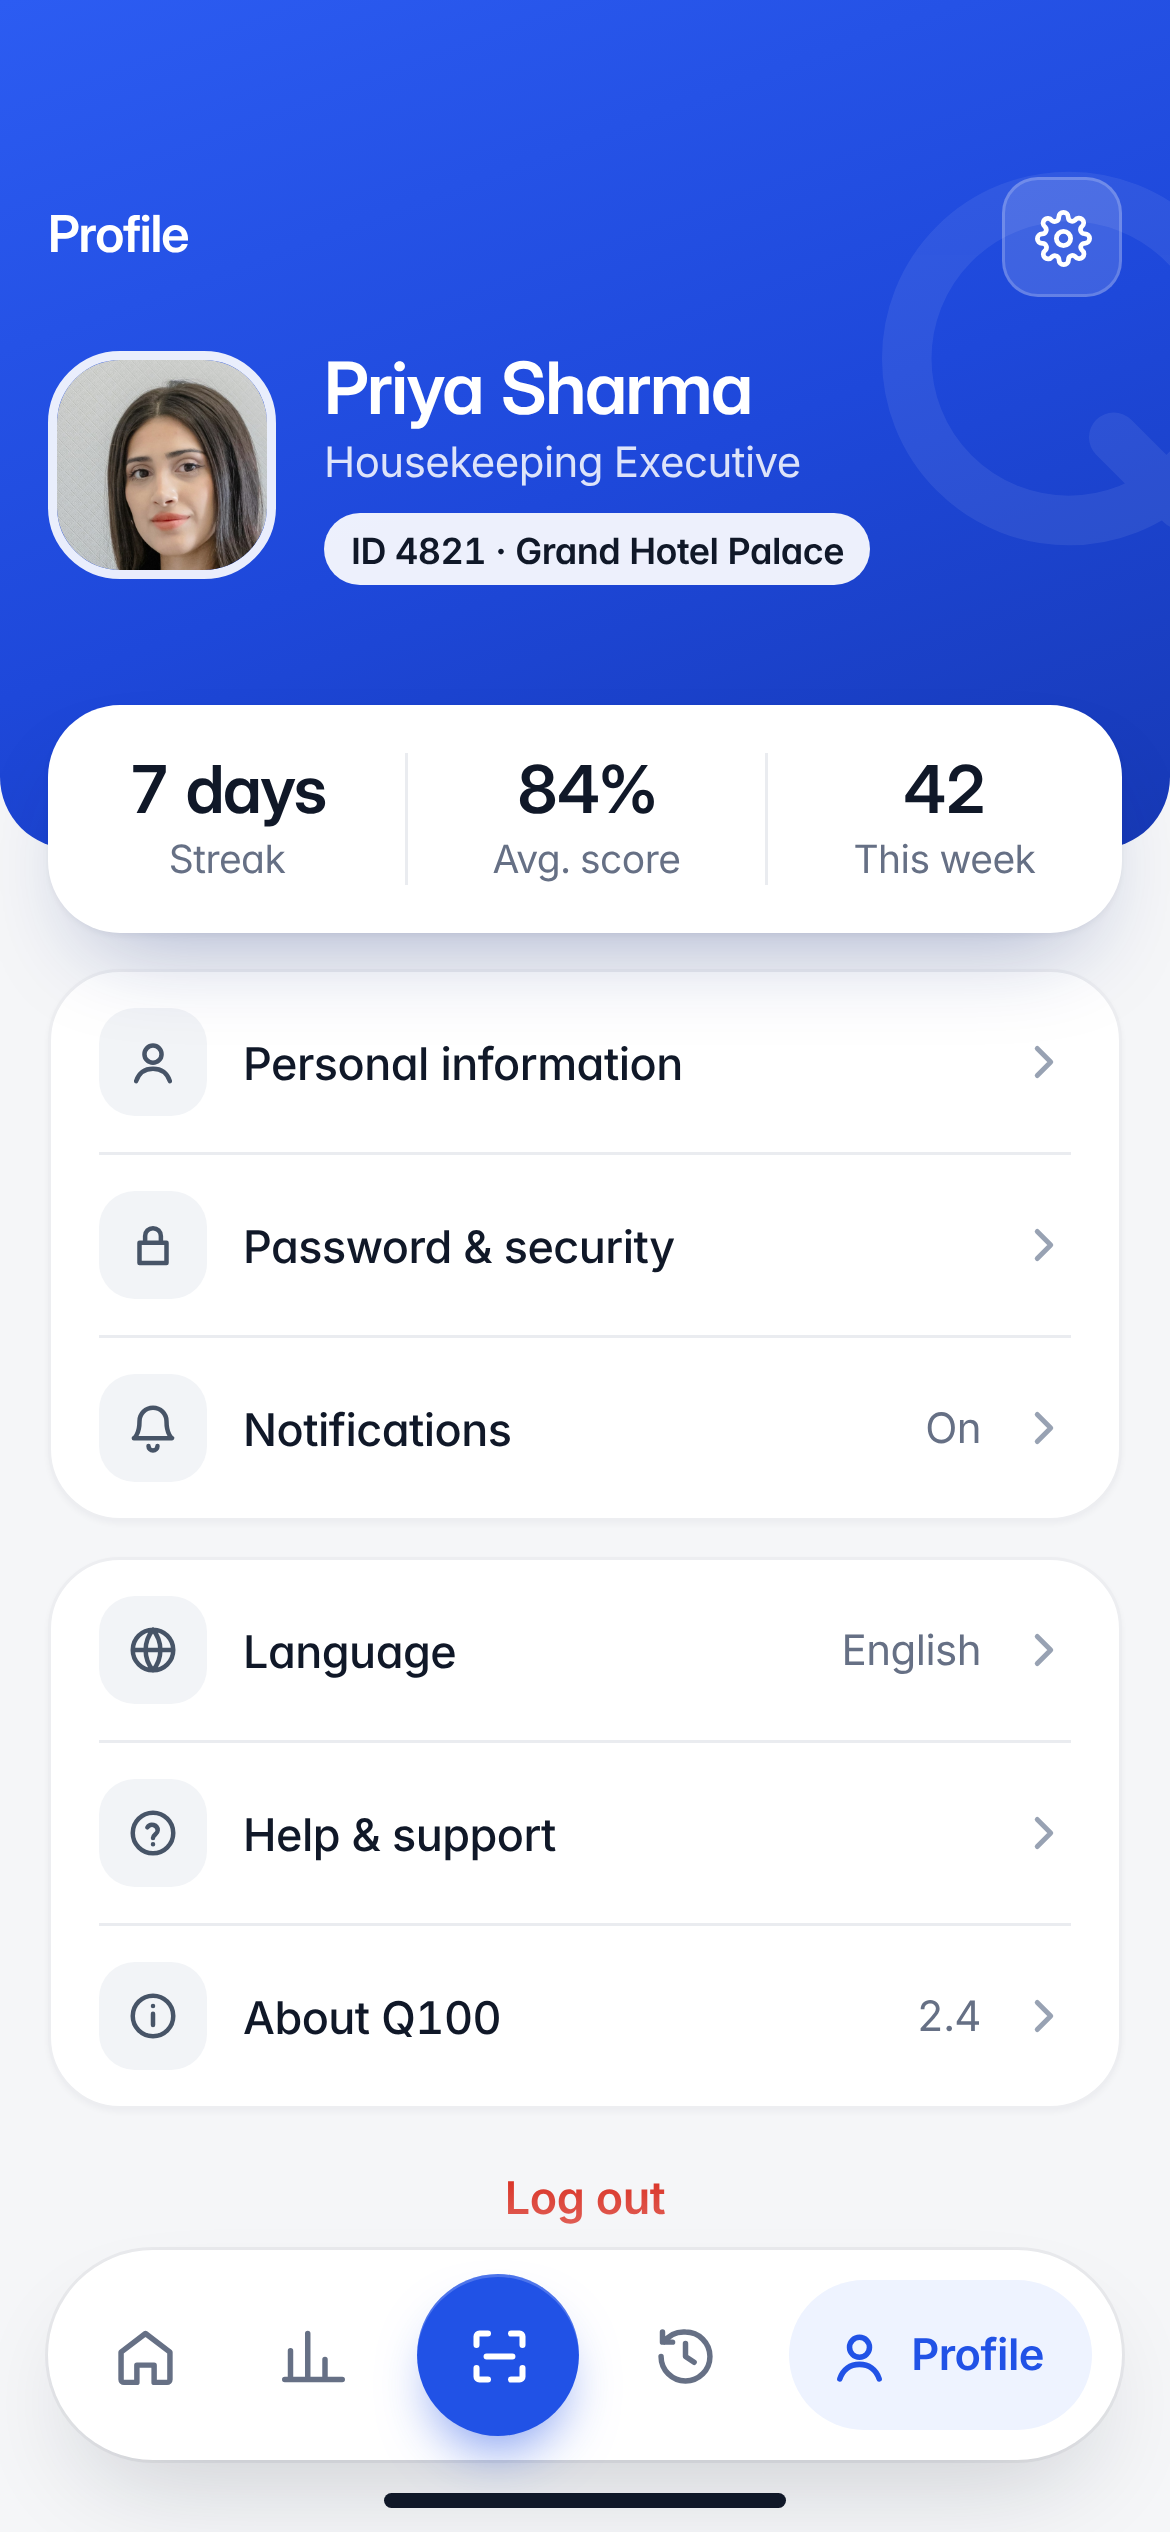 Profile
Priya Sharma
Housekeeping Executive
ID 4821 · Grand Hotel Palace
7 days
Streak
84%
Avg. score
42
This week
Personal information
Password & security
Notifications
On
Language
English
Help & support
About Q100
2.4
Log out
Profile